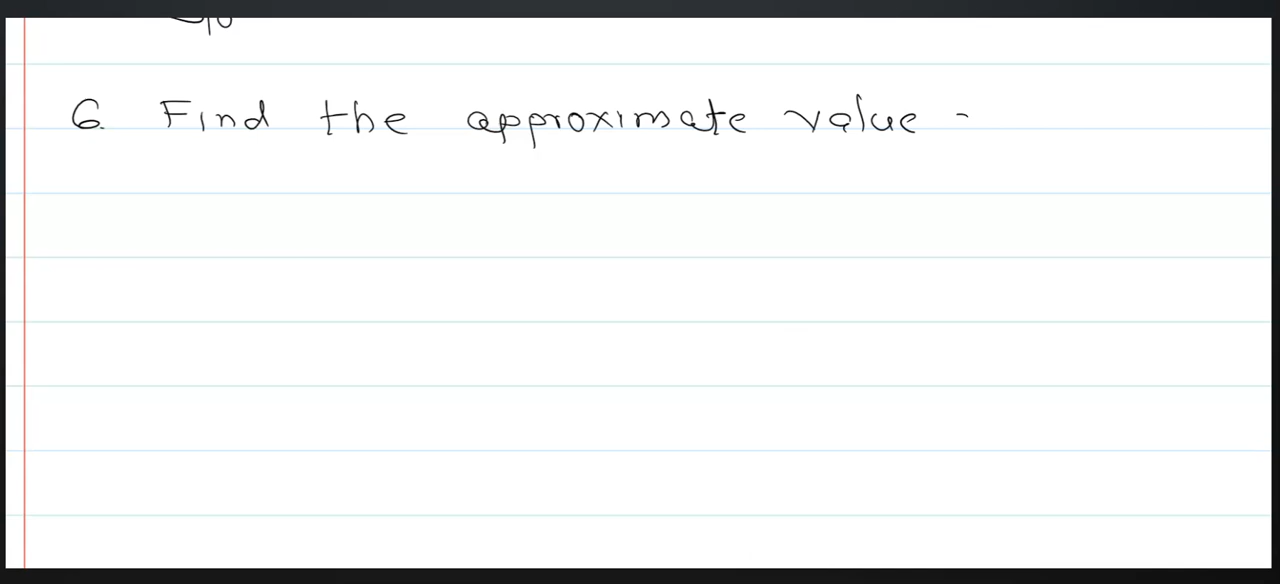 6. Find the approximate value -